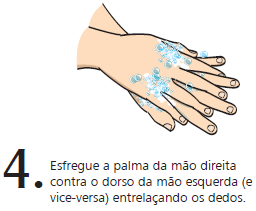 4. Esfregue a palma da mão direita
contra o dorso da mão esquerda (e
vice-versa) entrelaçando os dedos.